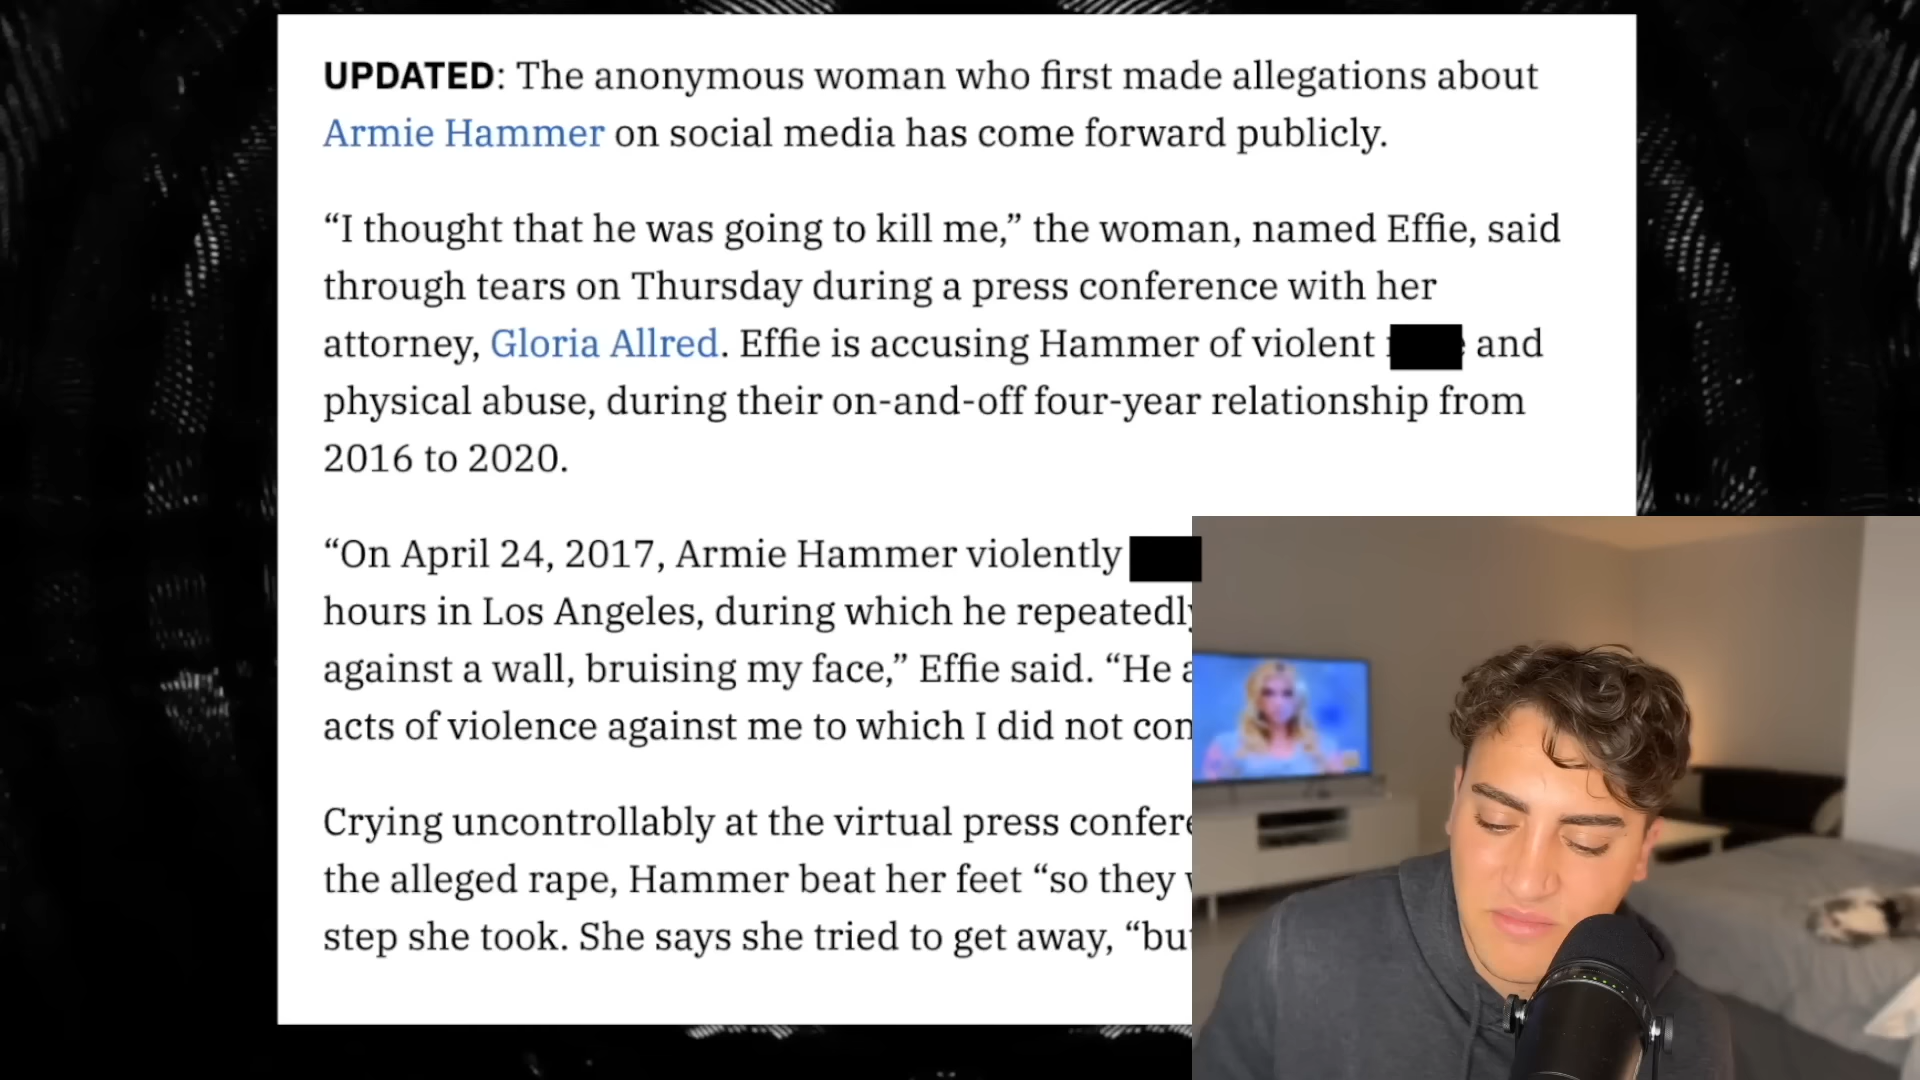 UPDATED: The anonymous woman who first made allegations about
Armie Hammer on social media has come forward publicly.
“I thought that he was going to kill me,” the woman, named Effie, said
through tears on Thursday during a press conference with her
attorney, Gloria Allred. Effie is accusing Hammer of violent and
physical abuse, during their on-and-off four-year relationship from
2016 to 2020.
“On April 24, 2017, Armie Hammer violently
hours in Los Angeles, during which he repeatedly
against a wall, bruising my face,” Effie said. “He
acts of violence against me to which I did not con
Crying uncontrollably at the virtual press confere
the alleged rape, Hammer beat her feet “so they
step she took. She says she tried to get away, “but